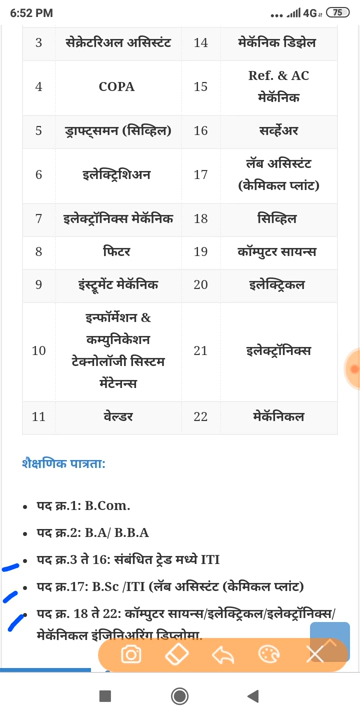 6:52 PM ... 4G 75
3 सेक्रेटरिअल असिस्टंट 14 मेकॅनिक डिझेल
4 COPA 15 Ref. & AC
मेकॅनिक
5 ड्राफ्ट्समन (सिव्हिल) 16 सर्व्हेअर
6 इलेक्ट्रिशिअन 17 लॅब असिस्टंट
(केमिकल प्लांट)
7 इलेक्ट्रॉनिक्स मेकॅनिक 18 सिव्हिल
8 फिटर 19 कॉम्पुटर सायन्स
9 इंस्ट्रूमेंट मेकॅनिक 20 इलेक्ट्रिकल
10 इन्फॉर्मेशन & 21 इलेक्ट्रॉनिक्स
कम्युनिकेशन
टेक्नोलॉजी सिस्टम
मेंटेनन्स
11 वेल्डर 22 मेकॅनिकल
शैक्षणिक पात्रता:
• पद क्र.1: B.Com.
• पद क्र.2: B.A/ B.B.A
• पद क्र.3 ते 16: संबंधित ट्रेड मध्ये ITI
• पद क्र.17: B.Sc /ITI (लॅब असिस्टंट (केमिकल प्लांट)
• पद क्र. 18 ते 22: कॉम्पुटर सायन्स/इलेक्ट्रिकल/इलेक्ट्रॉनिक्स/
मेकॅनिकल इंजिनिअरिंग डिप्लोमा.